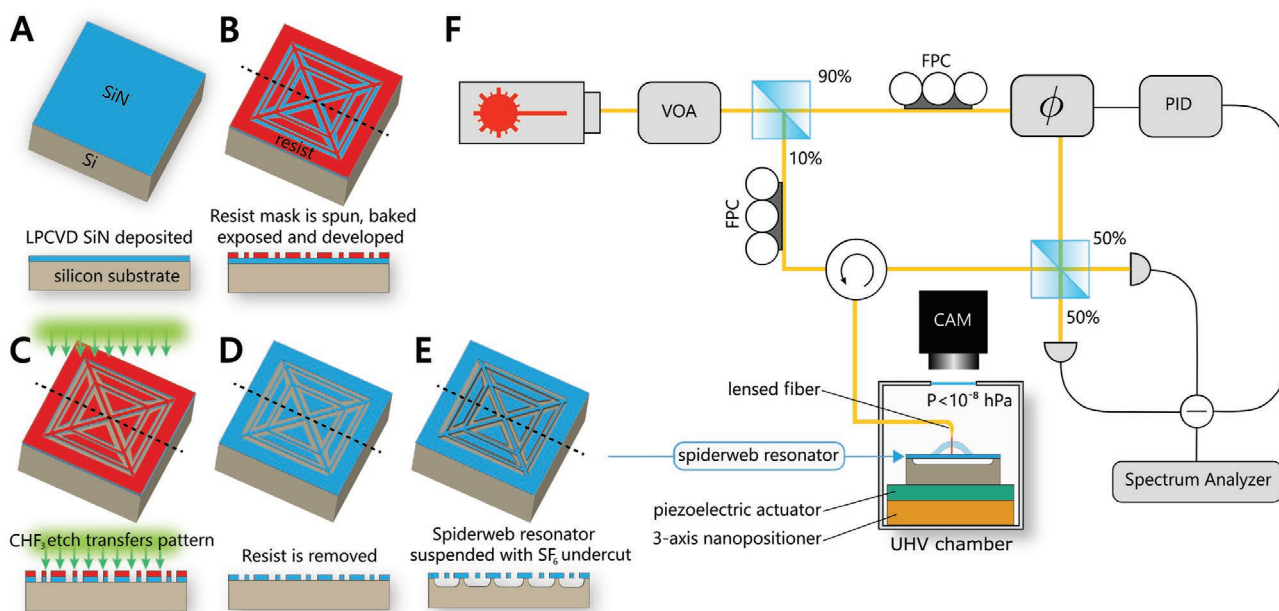 A
SiN
Si
LPCVD SiN deposited
silicon substrate
B
resist
Resist mask is spun, baked
exposed and developed
C
CHF₃ etch transfers pattern
D
Resist is removed
E
Spiderweb resonator
suspended with SF₆ undercut
F
VOA
90%
10%
FPC
FPC
ϕ
PID
50%
50%
CAM
lensed fiber
P<10⁻⁸ hPa
spiderweb resonator
piezoelectric actuator
3-axis nanopositioner
UHV chamber
−
Spectrum Analyzer